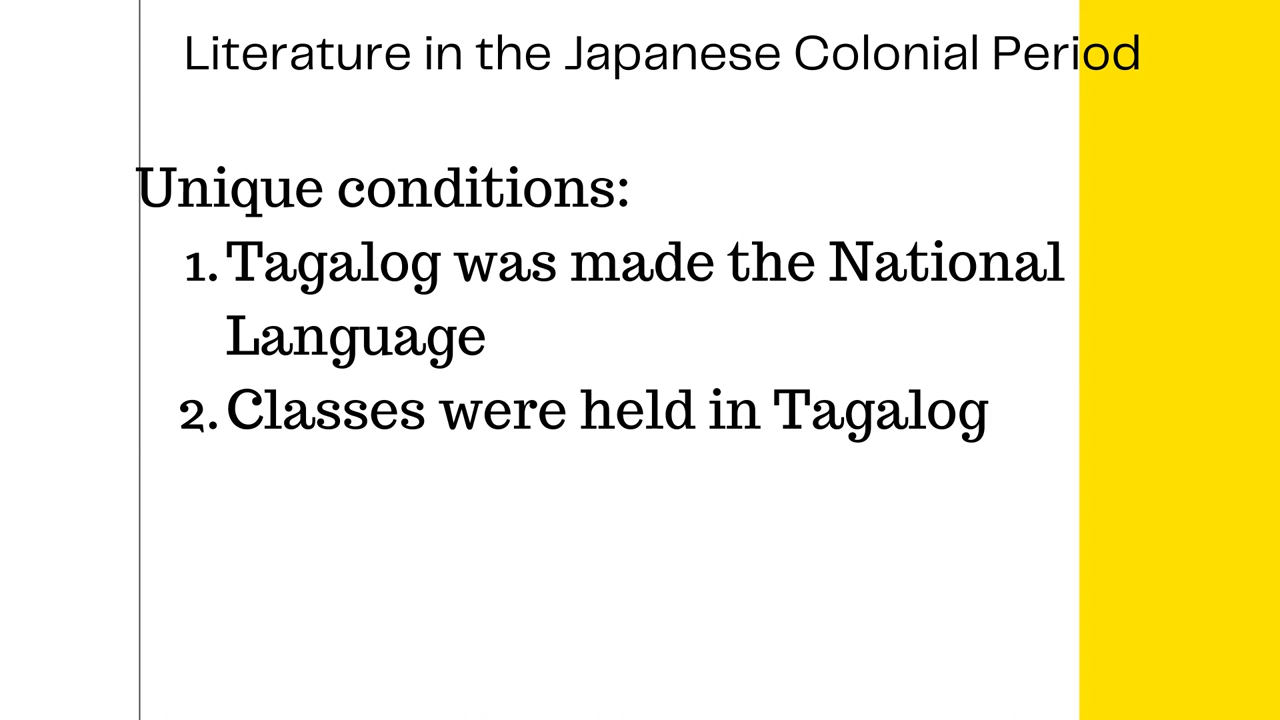 Literature in the Japanese Colonial Period
Unique conditions:
1. Tagalog was made the National
Language
2. Classes were held in Tagalog